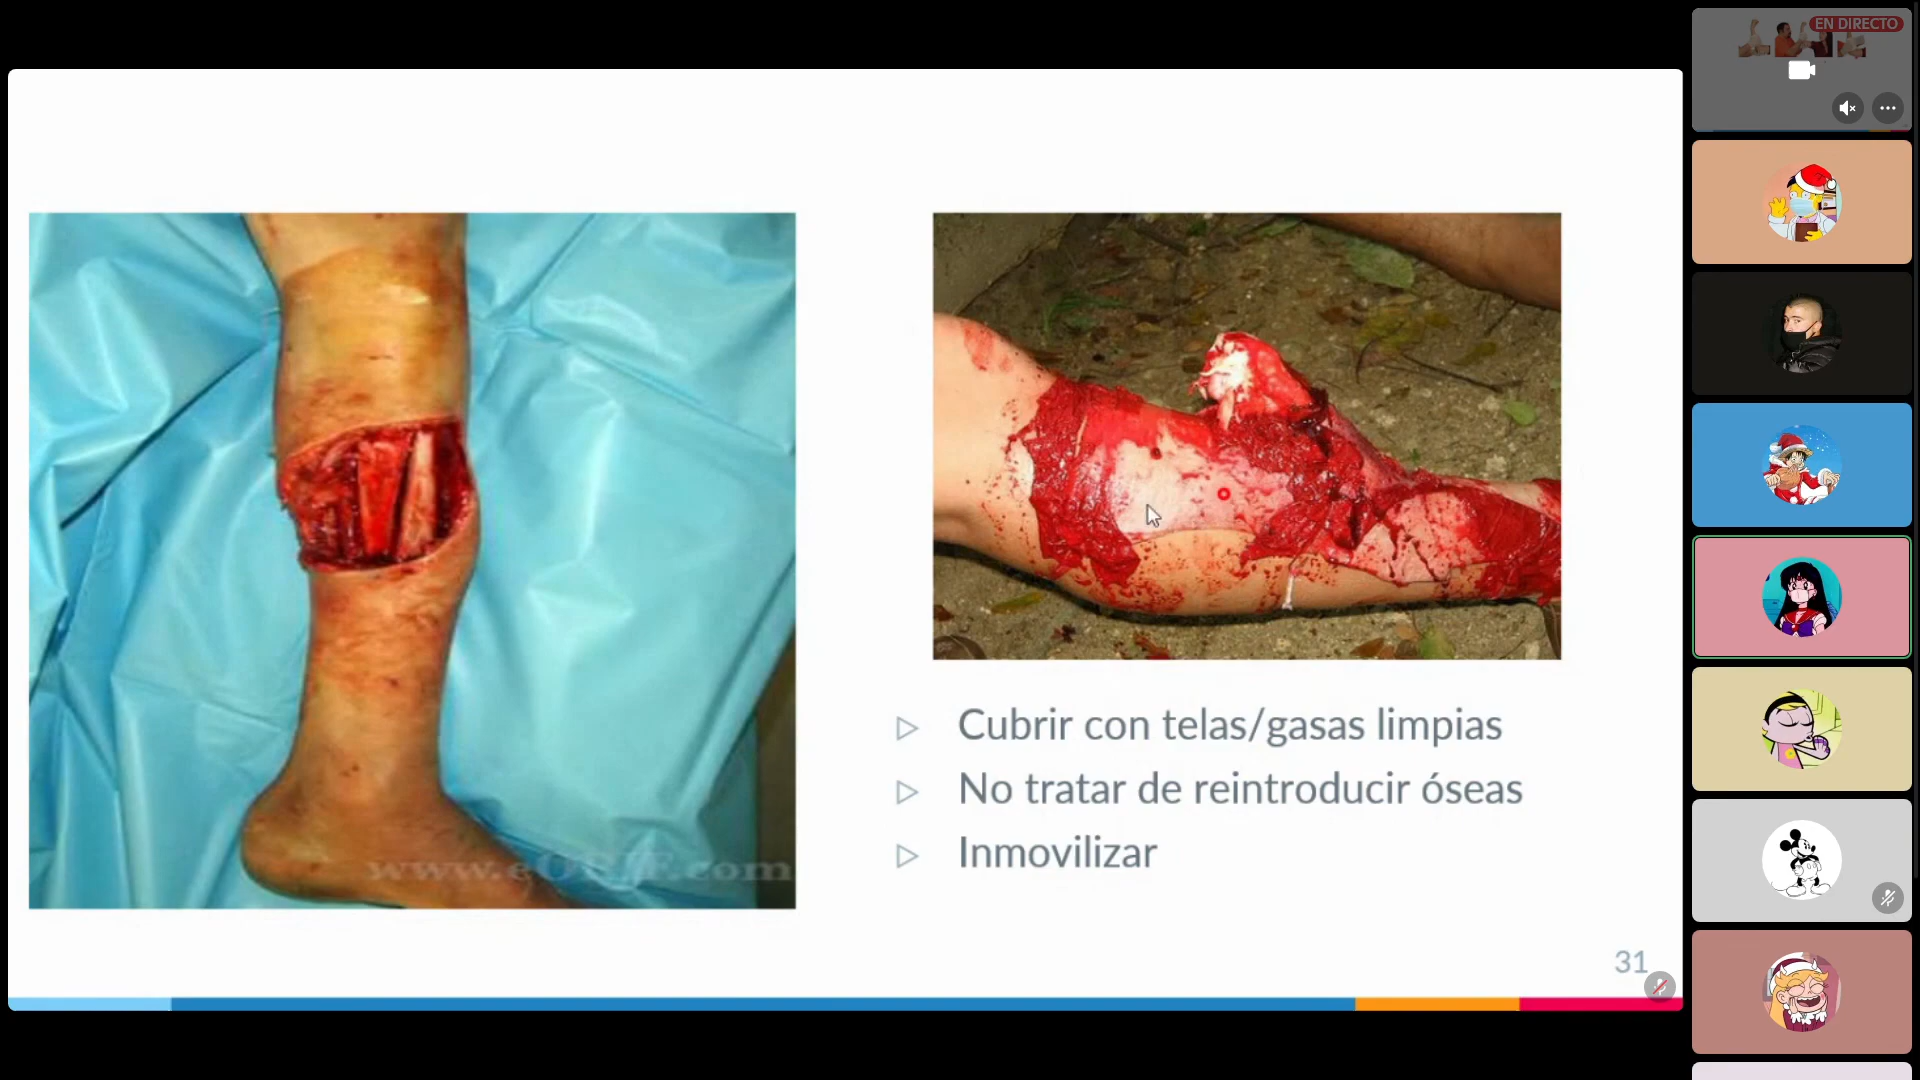 EN DIRECTO
Cubrir con telas/gasas limpias
No tratar de reintroducir óseas
Inmovilizar
31